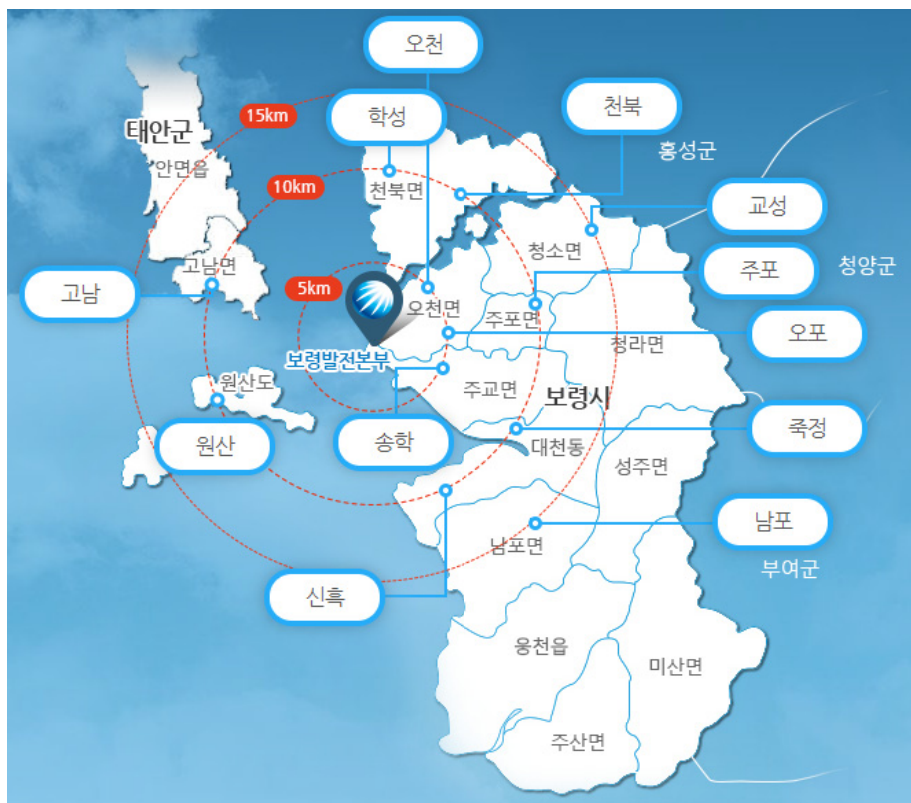 오천
15km
학성
천북
태안군
안면읍
홍성군
10km
천북면
교성
청소면
고남면
주포
청양군
고남
5km
오천면
주포면
오포
청라면
보령발전본부
원산도
주교면
보령시
원산
송학
대천동
죽정
성주면
남포
남포면
부여군
신흑
웅천읍
미산면
주산면